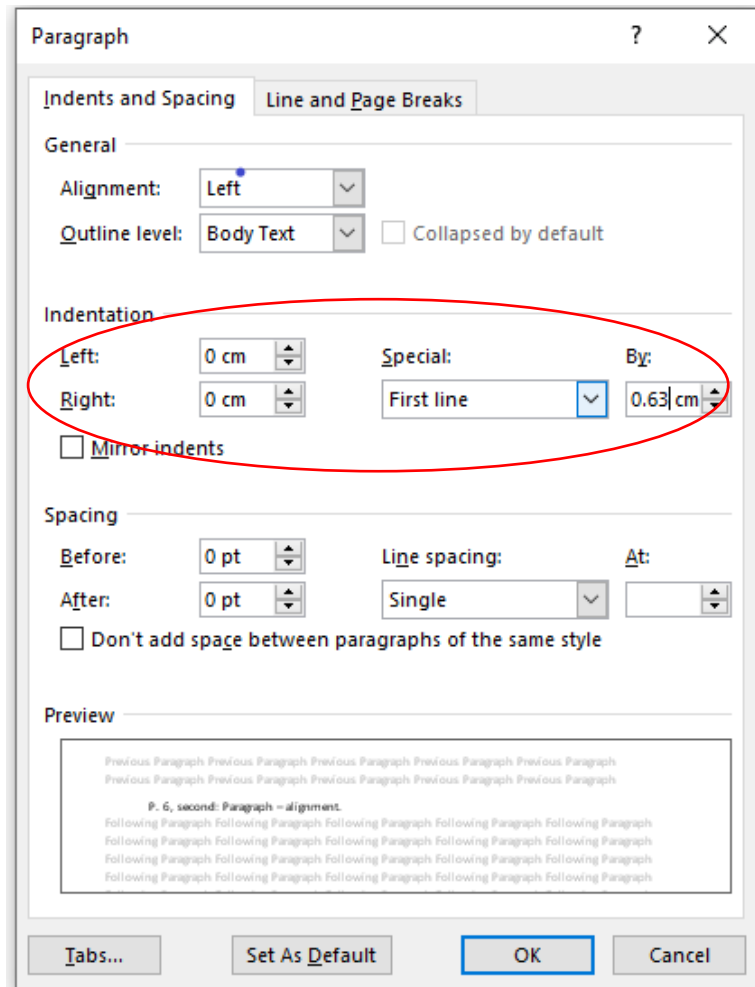 Paragraph ? X
Indents and Spacing Line and Page Breaks
General
Alignment: Left
Outline level: Body Text Collapsed by default
Indentation
Left: 0 cm Special: By:
Right: 0 cm First line 0.63 cm
Mirror indents
Spacing
Before: 0 pt Line spacing: At:
After: 0 pt Single
Don't add space between paragraphs of the same style
Preview
Previous Paragraph Previous Paragraph Previous Paragraph Previous Paragraph Previous Paragraph
Previous Paragraph Previous Paragraph Previous Paragraph Previous Paragraph Previous Paragraph
P. 6, second: Paragraph – alignment.
Following Paragraph Following Paragraph Following Paragraph Following Paragraph Following Paragraph
Following Paragraph Following Paragraph Following Paragraph Following Paragraph Following Paragraph
Following Paragraph Following Paragraph Following Paragraph Following Paragraph Following Paragraph
Following Paragraph Following Paragraph Following Paragraph Following Paragraph Following Paragraph
Tabs... Set As Default OK Cancel